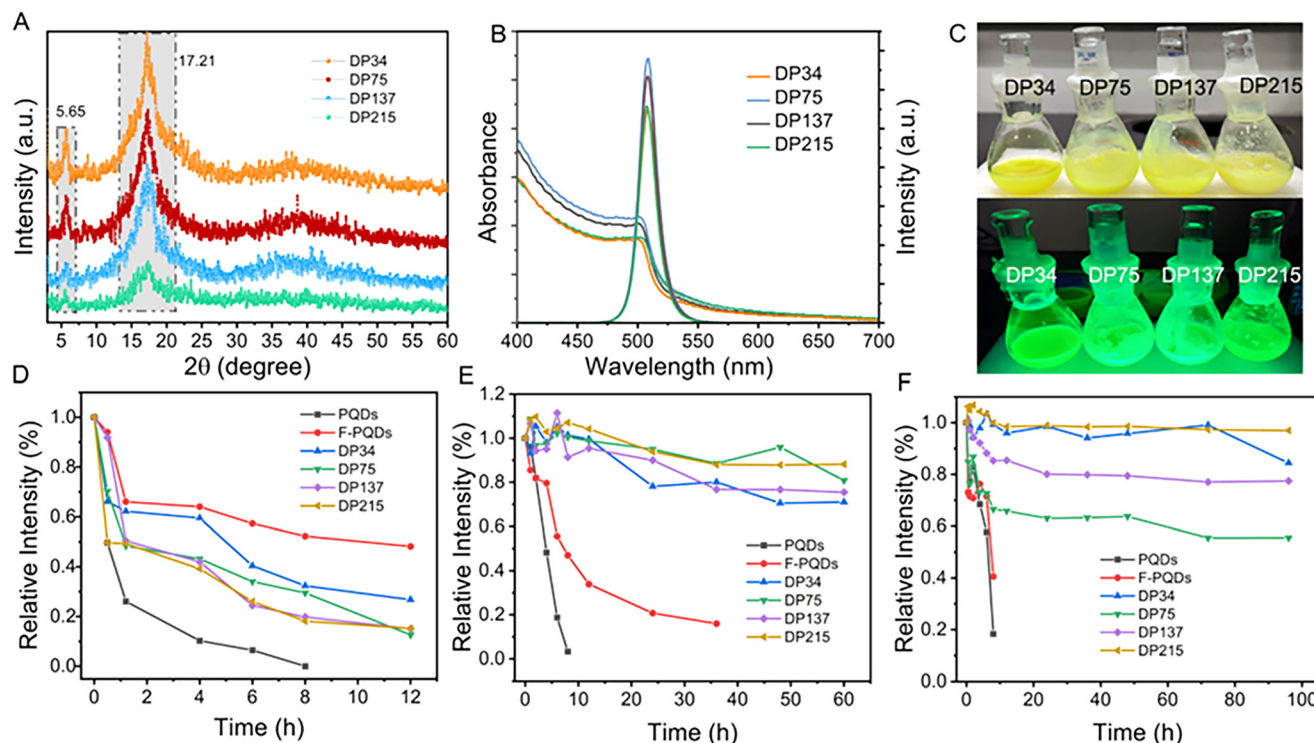 A
Intensity (a.u.)
5.65
17.21
DP34
DP75
DP137
DP215
5 10 15 20 25 30 35 40 45 50 55 60
2θ (degree)
B
Absorbance
DP34
DP75
DP137
DP215
400 450 500 550 600 650 700
Wavelength (nm)
Intensity (a.u.)
C
DP34 DP75 DP137 DP215
DP34 DP75 DP137 DP215
D
Relative Intensity (%)
1.0
0.8
0.6
0.4
0.2
0.0
PQDs
F-PQDs
DP34
DP75
DP137
DP215
0 2 4 6 8 10 12
Time (h)
E
Relative Intensity (%)
1.2
1.0
0.8
0.6
0.4
0.2
0.0
PQDs
F-PQDs
DP34
DP75
DP137
DP215
0 10 20 30 40 50 60
Time (h)
F
Relative Intensity (%)
1.0
0.8
0.6
0.4
0.2
0.0
PQDs
F-PQDs
DP34
DP75
DP137
DP215
0 20 40 60 80 100
Time (h)